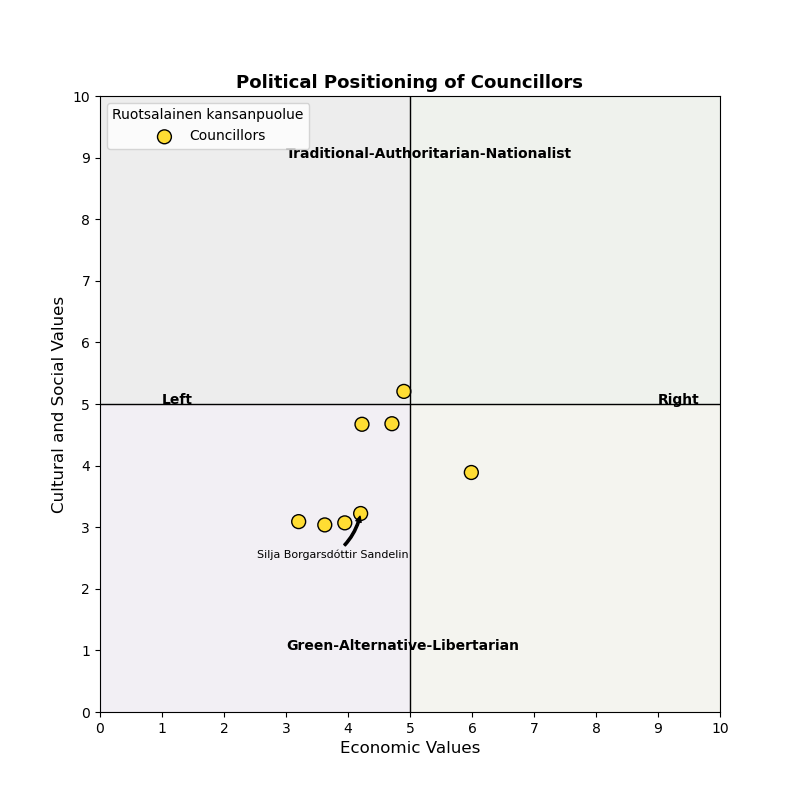 Political Positioning of Councillors
Ruotsalainen kansanpuolue
Councillors
Traditional-Authoritarian-Nationalist
Left
Right
Silja Borgarsdóttir Sandelin
Green-Alternative-Libertarian
Cultural and Social Values
10
9
8
7
6
5
4
3
2
1
0
0 1 2 3 4 5 6 7 8 9 10
Economic Values